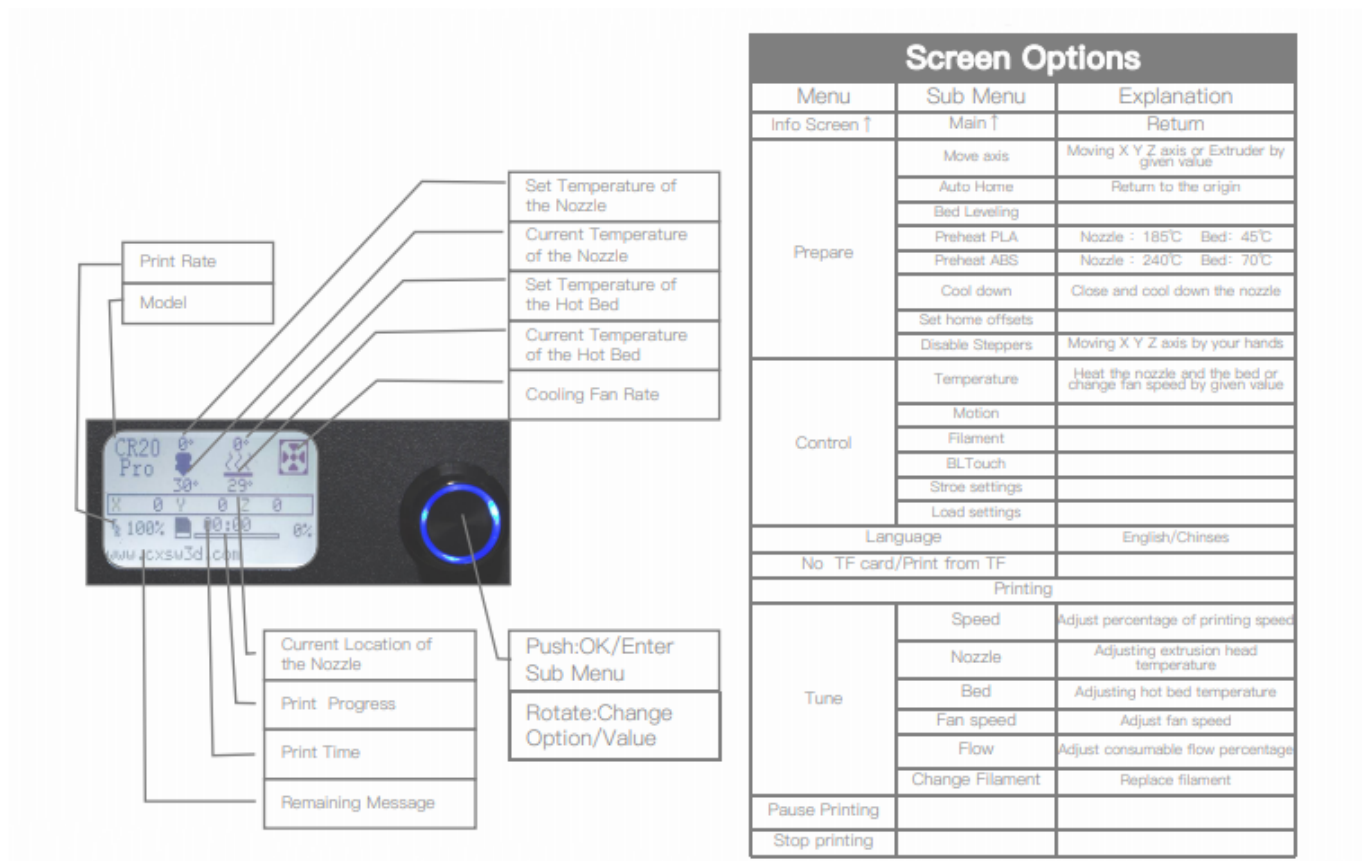 Print Rate
Model
Set Temperature of
the Nozzle
Current Temperature
of the Nozzle
Set Temperature of
the Hot Bed
Current Temperature
of the Hot Bed
Cooling Fan Rate
CR20 0° 0°
Pro
30° 29°
X 0 Y 0 Z 0
100% 00:00 0%
www.cxsw3d.com
Current Location of
the Nozzle
Print Progress
Print Time
Remaining Message
Push:OK/Enter
Sub Menu
Rotate:Change
Option/Value
Screen Options
Menu Sub Menu Explanation
Info Screen↑ Main↑ Return
Prepare
Move axis Moving X Y Z axis or Extruder by
given value
Auto Home Return to the origin
Bed Leveling
Preheat PLA Nozzle : 185℃ Bed: 45℃
Preheat ABS Nozzle : 240℃ Bed: 70℃
Cool down Close and cool down the nozzle
Set home offsets
Disable Steppers Moving X Y Z axis by your hands
Control
Temperature Heat the nozzle and the bed or
change fan speed by given value
Motion
Filament
BLTouch
Stroe settings
Load settings
Language English/Chinses
No TF card/Print from TF
Printing
Tune
Speed Adjust percentage of printing speed
Nozzle Adjusting extrusion head
temperature
Bed Adjusting hot bed temperature
Fan speed Adjust fan speed
Flow Adjust consumable flow percentage
Change Filament Replace filament
Pause Printing
Stop printing